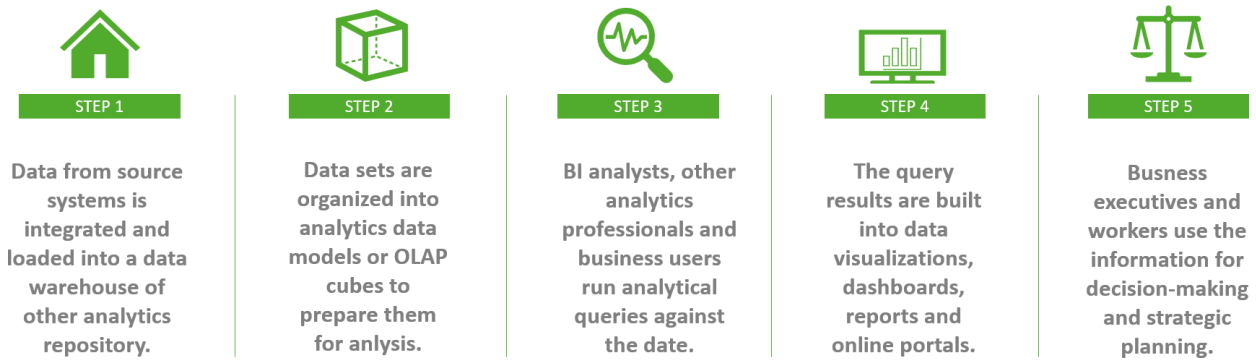 STEP 1
Data from source
systems is
integrated and
loaded into a data
warehouse of
other analytics
repository.
STEP 2
Data sets are
organized into
analytics data
models or OLAP
cubes to
prepare them
for anlysis.
STEP 3
BI analysts, other
analytics
professionals and
business users
run analytical
queries against
the date.
STEP 4
The query
results are built
into data
visualizations,
dashboards,
reports and
online portals.
STEP 5
Busness
executives and
workers use the
information for
decision-making
and strategic
planning.